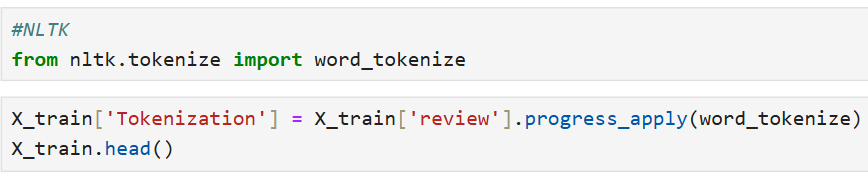 #NLTK
from nltk.tokenize import word_tokenize
X_train['Tokenization'] = X_train['review'].progress_apply(word_tokenize)
X_train.head()